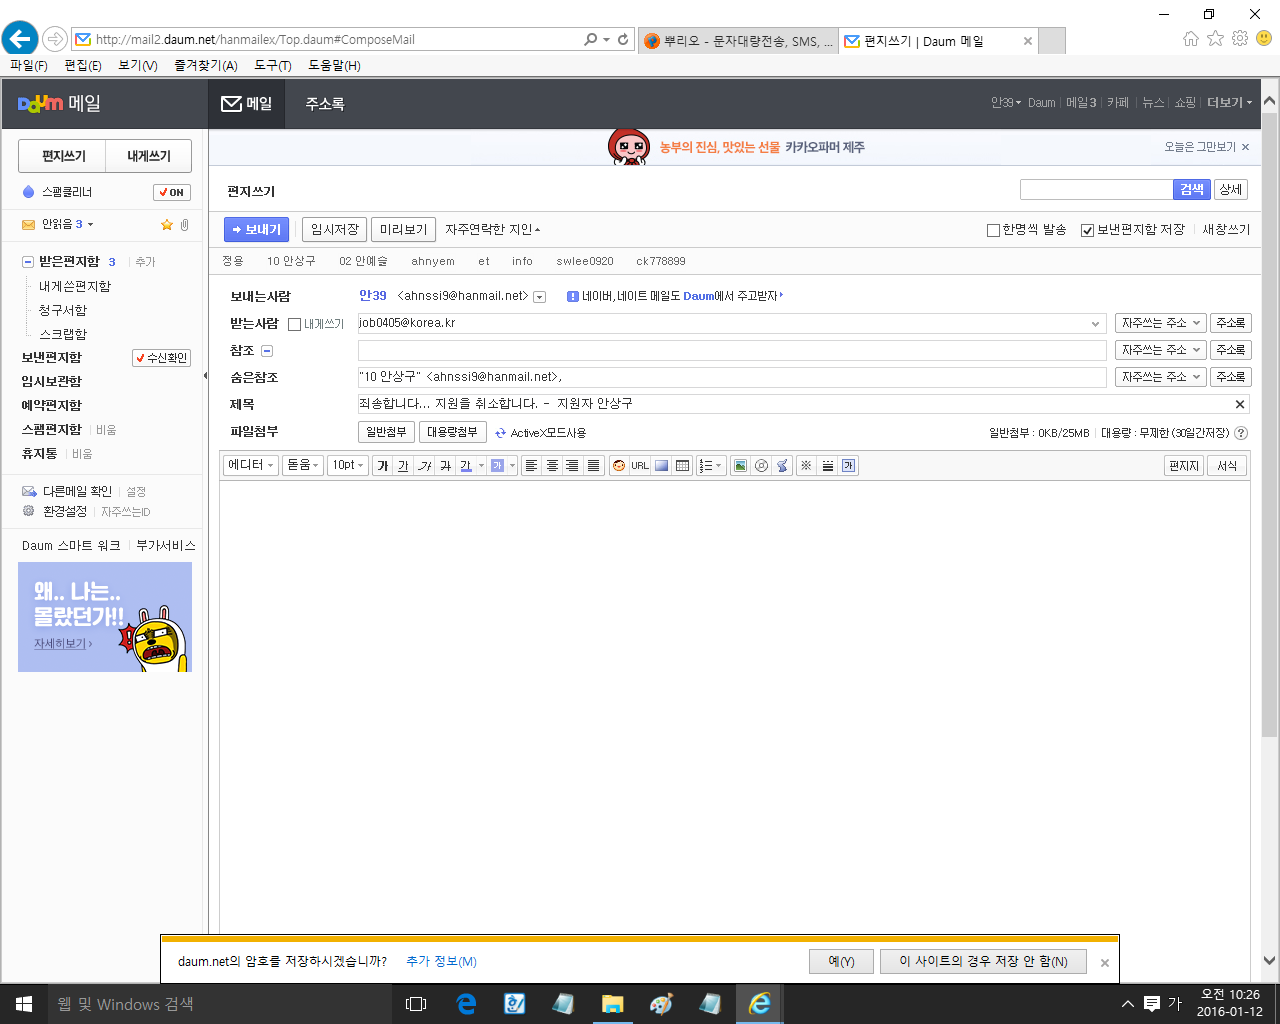 http://mail2.daum.net/hanmailex/Top.daum#ComposeMail
뿌리오 - 문자대량전송, SMS, ...
편지쓰기 | Daum 메일
파일(F) 편집(E) 보기(V) 즐겨찾기(A) 도구(T) 도움말(H)
Daum 메일
메일 주소록
안39 Daum 메일3 카페 뉴스 쇼핑 더보기
농부의 진심, 맛있는 선물 카카오파머 제주
오늘은 그만보기
편지쓰기 내게쓰기
스팸클리너 ON
안읽음 3
받은편지함 3 추가
내게쓴편지함
청구서함
스크랩함
보낸편지함 수신확인
임시보관함
예약편지함
스팸편지함 비움
휴지통 비움
다른메일 확인 설정
환경설정 자주쓰는ID
Daum 스마트 워크 부가서비스
왜.. 나는..
몰랐던가!!
자세히보기
편지쓰기
검색 상세
보내기 임시저장 미리보기 자주연락한 지인
한명씩 발송 보낸편지함 저장 새창쓰기
정용 10 안상구 02 안예슬 ahnyem et info swlee0920 ck778899
보내는사람 안39 <ahnssi9@hanmail.net> 네이버, 네이트 메일도 Daum에서 주고받자
받는사람 내게쓰기 job0405@korea.kr 자주쓰는 주소 주소록
참조 자주쓰는 주소 주소록
숨은참조 "10 안상구" <ahnssi9@hanmail.net>, 자주쓰는 주소 주소록
제목 죄송합니다... 지원을 취소합니다. - 지원자 안상구
파일첨부 일반첨부 대용량첨부 ActiveX모드사용 일반첨부 : 0KB/25MB 대용량 : 무제한 (30일간저장) ?
에디터 돋움 10pt 가 가 가 가 가 가 URL 가 편지지 서식
daum.net의 암호를 저장하시겠습니까? 추가 정보(M) 예(Y) 이 사이트의 경우 저장 안 함(N)
웹 및 Windows 검색
가
오전 10:26
2016-01-12